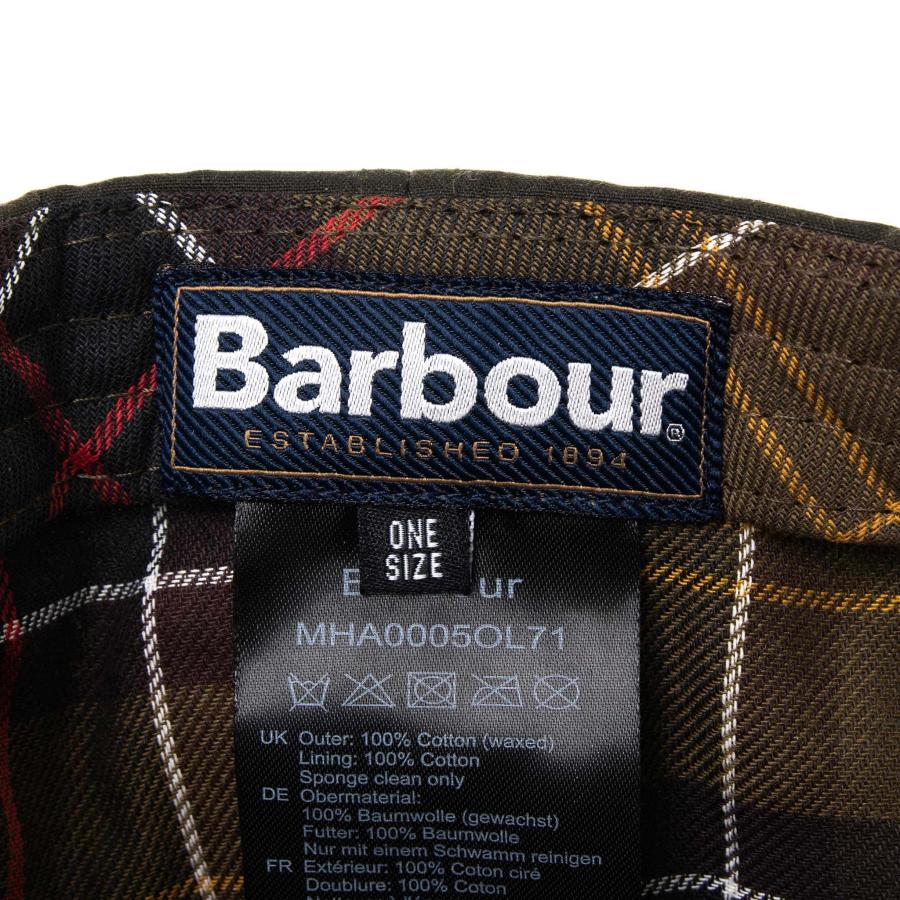 Barbour®
ESTABLISHED 1894
ONE
SIZE
MHA0005OL71
UK Outer: 100% Cotton (waxed)
Lining: 100% Cotton
Sponge clean only
DE Obermaterial:
100% Baumwolle (gewachst)
Futter: 100% Baumwolle
Nur mit einem Schwamm reinigen
FR Extérieur: 100% Coton ciré
Doublure: 100% Coton